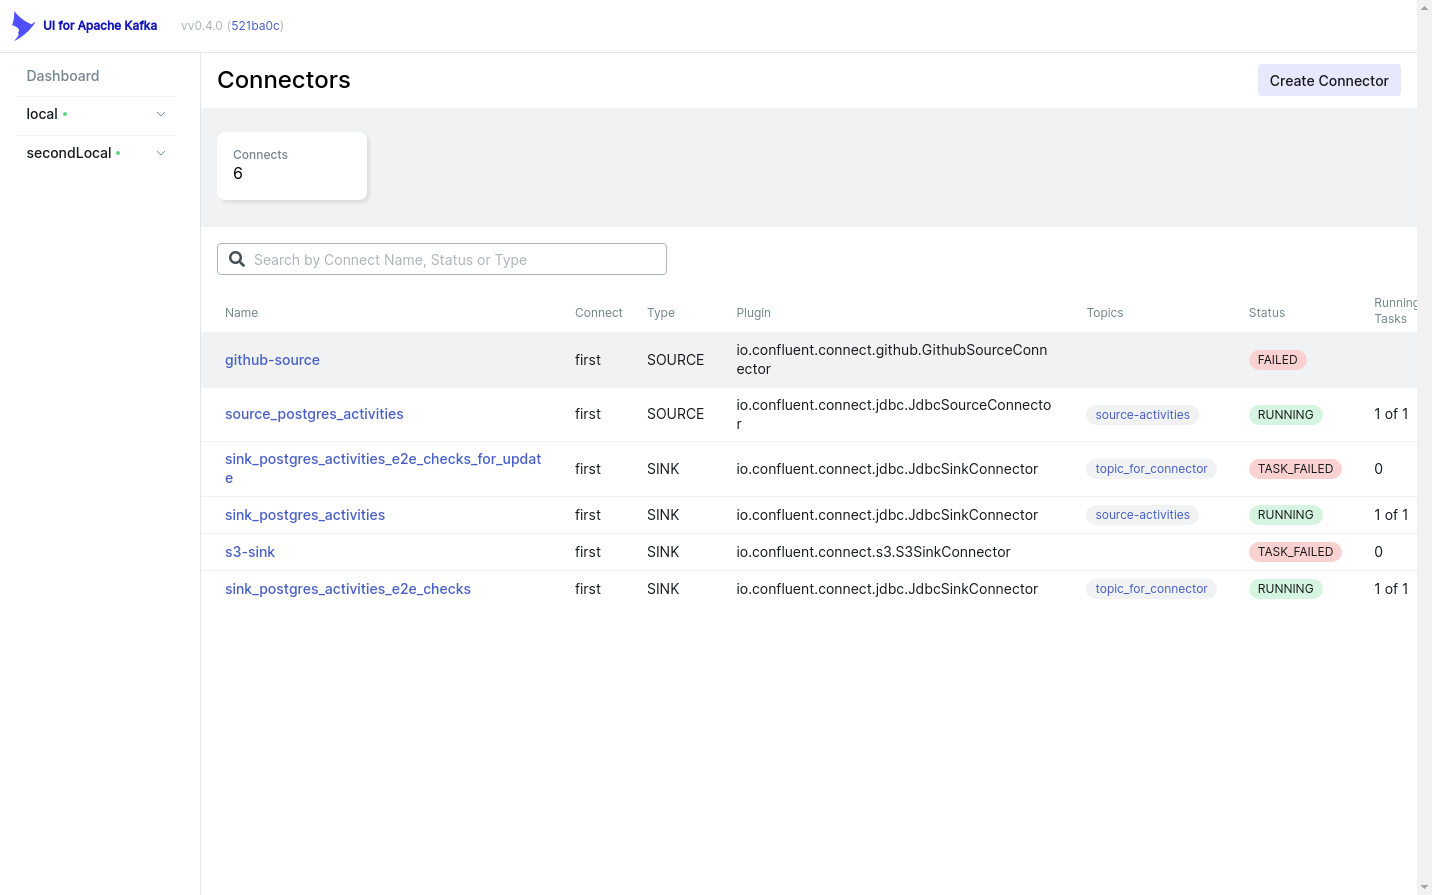 UI for Apache Kafka vv0.4.0 (521ba0c)
Dashboard
local
secondLocal
Connectors
Create Connector
Connects
6
Search by Connect Name, Status or Type
Name Connect Type Plugin Topics Status Running
Tasks
github-source first SOURCE io.confluent.connect.github.GithubSourceConn
ector FAILED
source_postgres_activities first SOURCE io.confluent.connect.jdbc.JdbcSourceConnecto
r source-activities RUNNING 1 of 1
sink_postgres_activities_e2e_checks_for_updat
e first SINK io.confluent.connect.jdbc.JdbcSinkConnector topic_for_connector TASK_FAILED 0
sink_postgres_activities first SINK io.confluent.connect.jdbc.JdbcSinkConnector source-activities RUNNING 1 of 1
s3-sink first SINK io.confluent.connect.s3.S3SinkConnector TASK_FAILED 0
sink_postgres_activities_e2e_checks first SINK io.confluent.connect.jdbc.JdbcSinkConnector topic_for_connector RUNNING 1 of 1